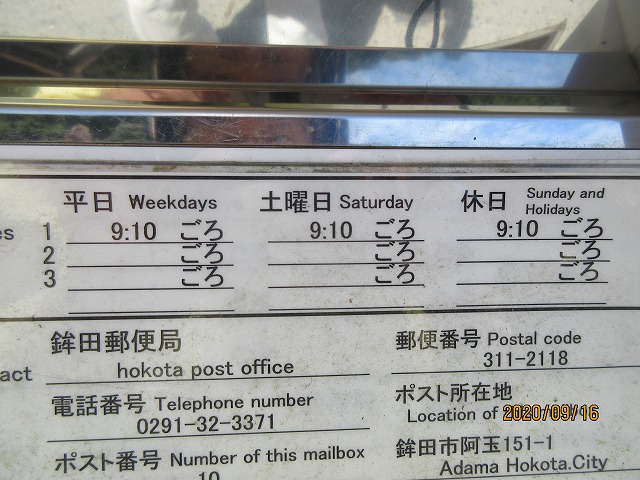 平日 Weekdays 土曜日 Saturday 休日 Sunday and Holidays
es 1 9:10 ごろ 9:10 ごろ 9:10 ごろ
2 ごろ ごろ ごろ
3 ごろ ごろ ごろ
鉾田郵便局 郵便番号 Postal code
act hokota post office 311-2118
電話番号 Telephone number ポスト所在地
0291-32-3371 Location of 2020/09/16
ポスト番号 Number of this mailbox 鉾田市阿玉151-1
10 Adama Hokota.City